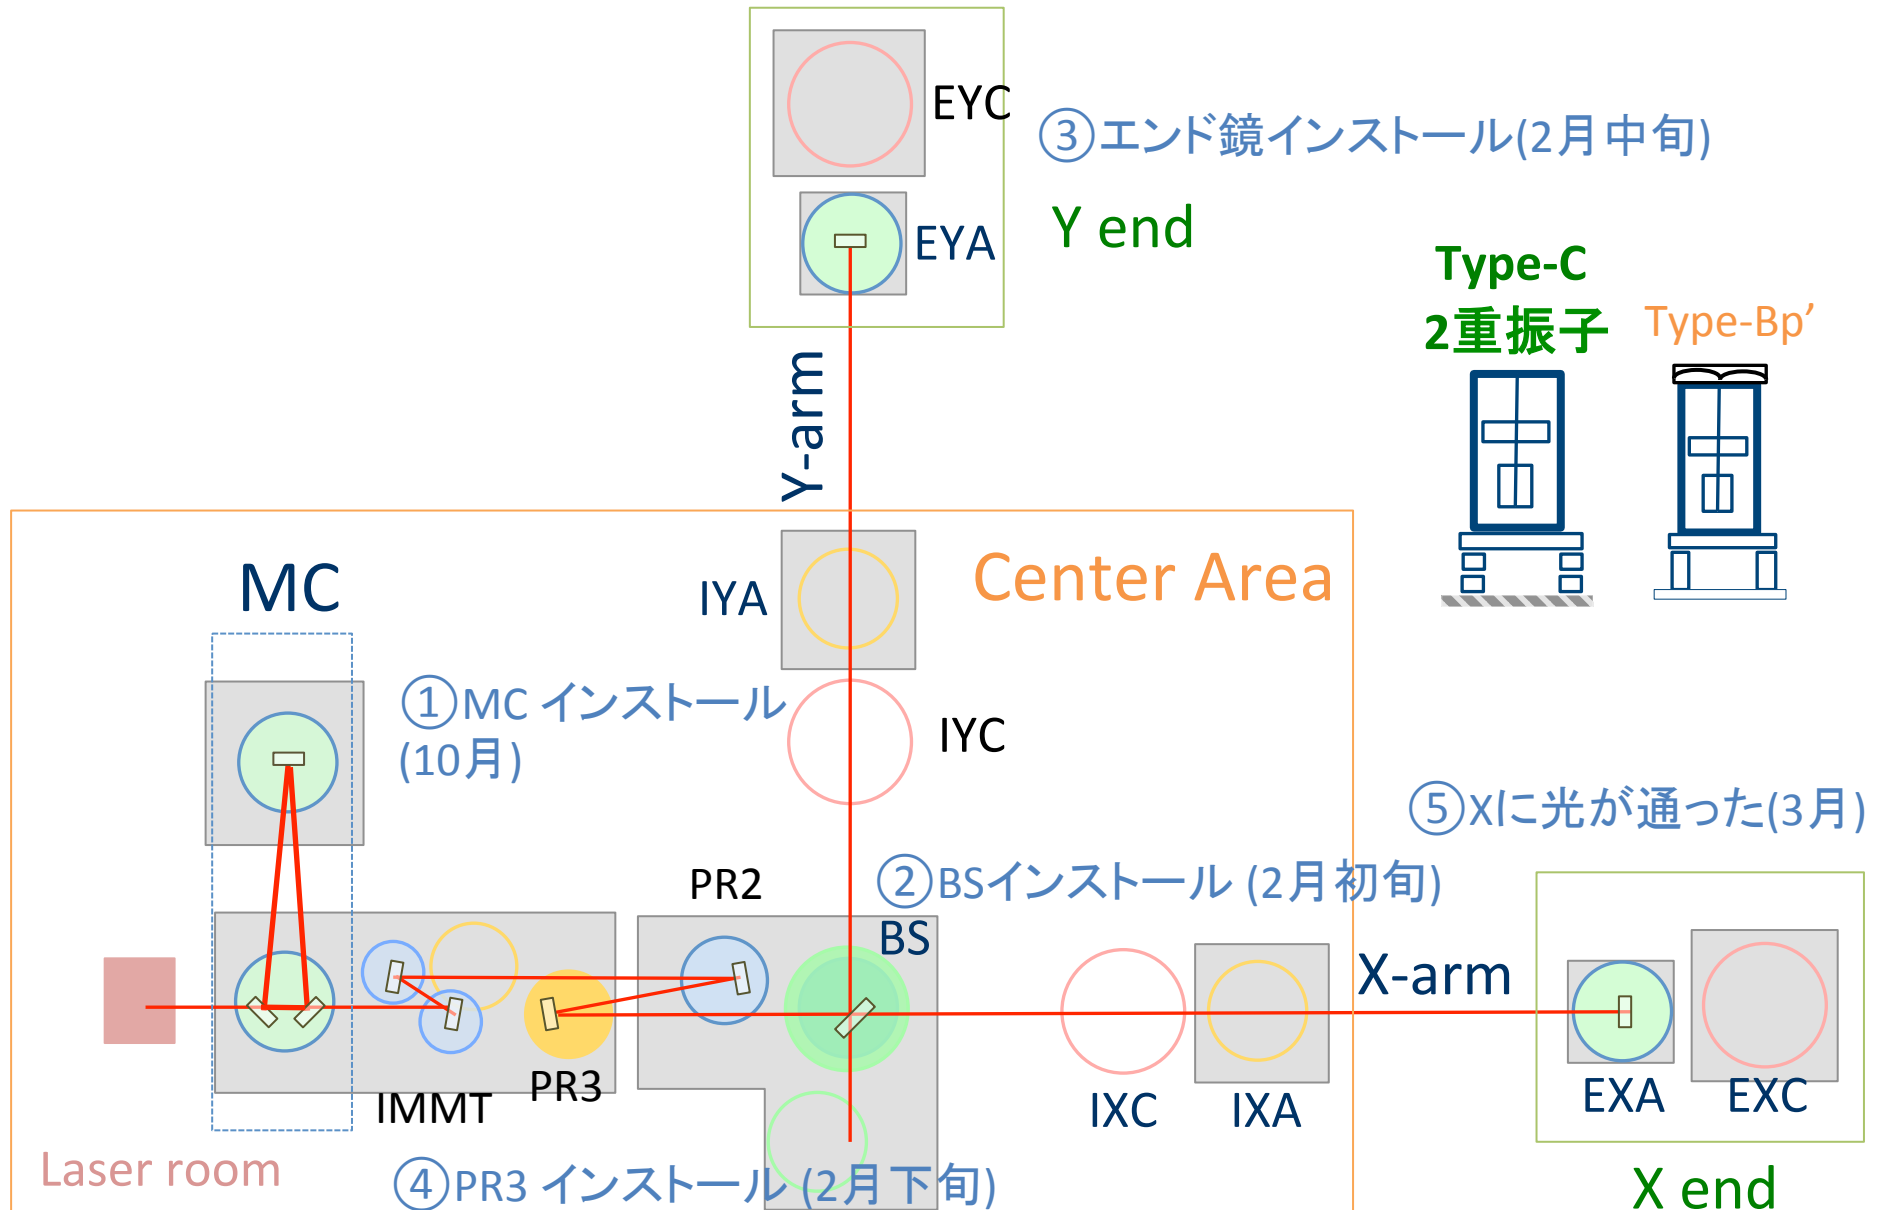 EYC
③エンド鏡インストール(2月中旬)
EYA
Y end
Type-C
2重振子
Type-Bp’
Y-arm
MC
IYA
Center Area
①MC インストール
(10月)
IYC
⑤Xに光が通った(3月)
PR2
②BSインストール (2月初旬)
BS
X-arm
PR3
IMMT
IXC
IXA
EXA
EXC
Laser room
④PR3 インストール (2月下旬)
X end